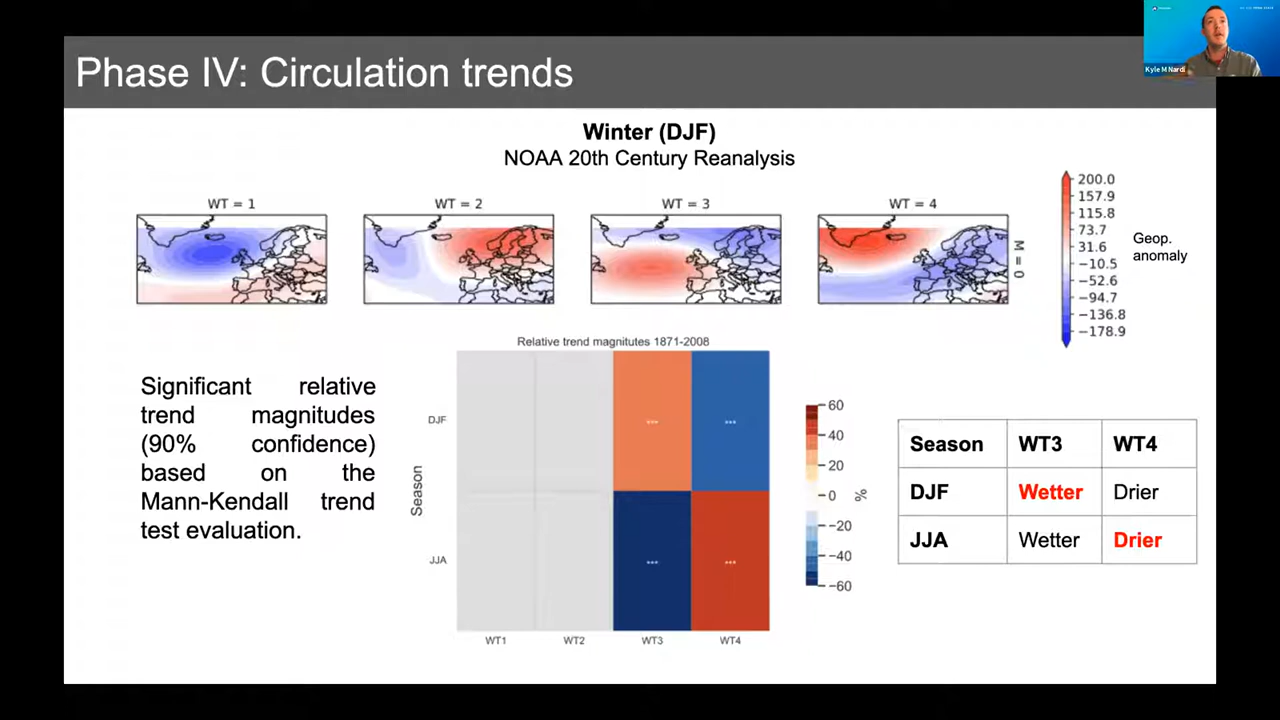 Kyle M Nardi
Phase IV: Circulation trends
Winter (DJF)
NOAA 20th Century Reanalysis
WT = 1
WT = 2
WT = 3
WT = 4
M = 0
200.0
157.9
115.8
73.7
31.6
−10.5
−52.6
−94.7
−136.8
−178.9
Geop.
anomaly
Significant relative
trend magnitudes
(90% confidence)
based on the
Mann-Kendall trend
test evaluation.
Relative trend magnitutes 1871-2008
Season
DJF
JJA
***
***
***
***
WT1
WT2
WT3
WT4
60
40
20
0
−20
−40
−60
%
Season WT3 WT4
DJF Wetter Drier
JJA Wetter Drier